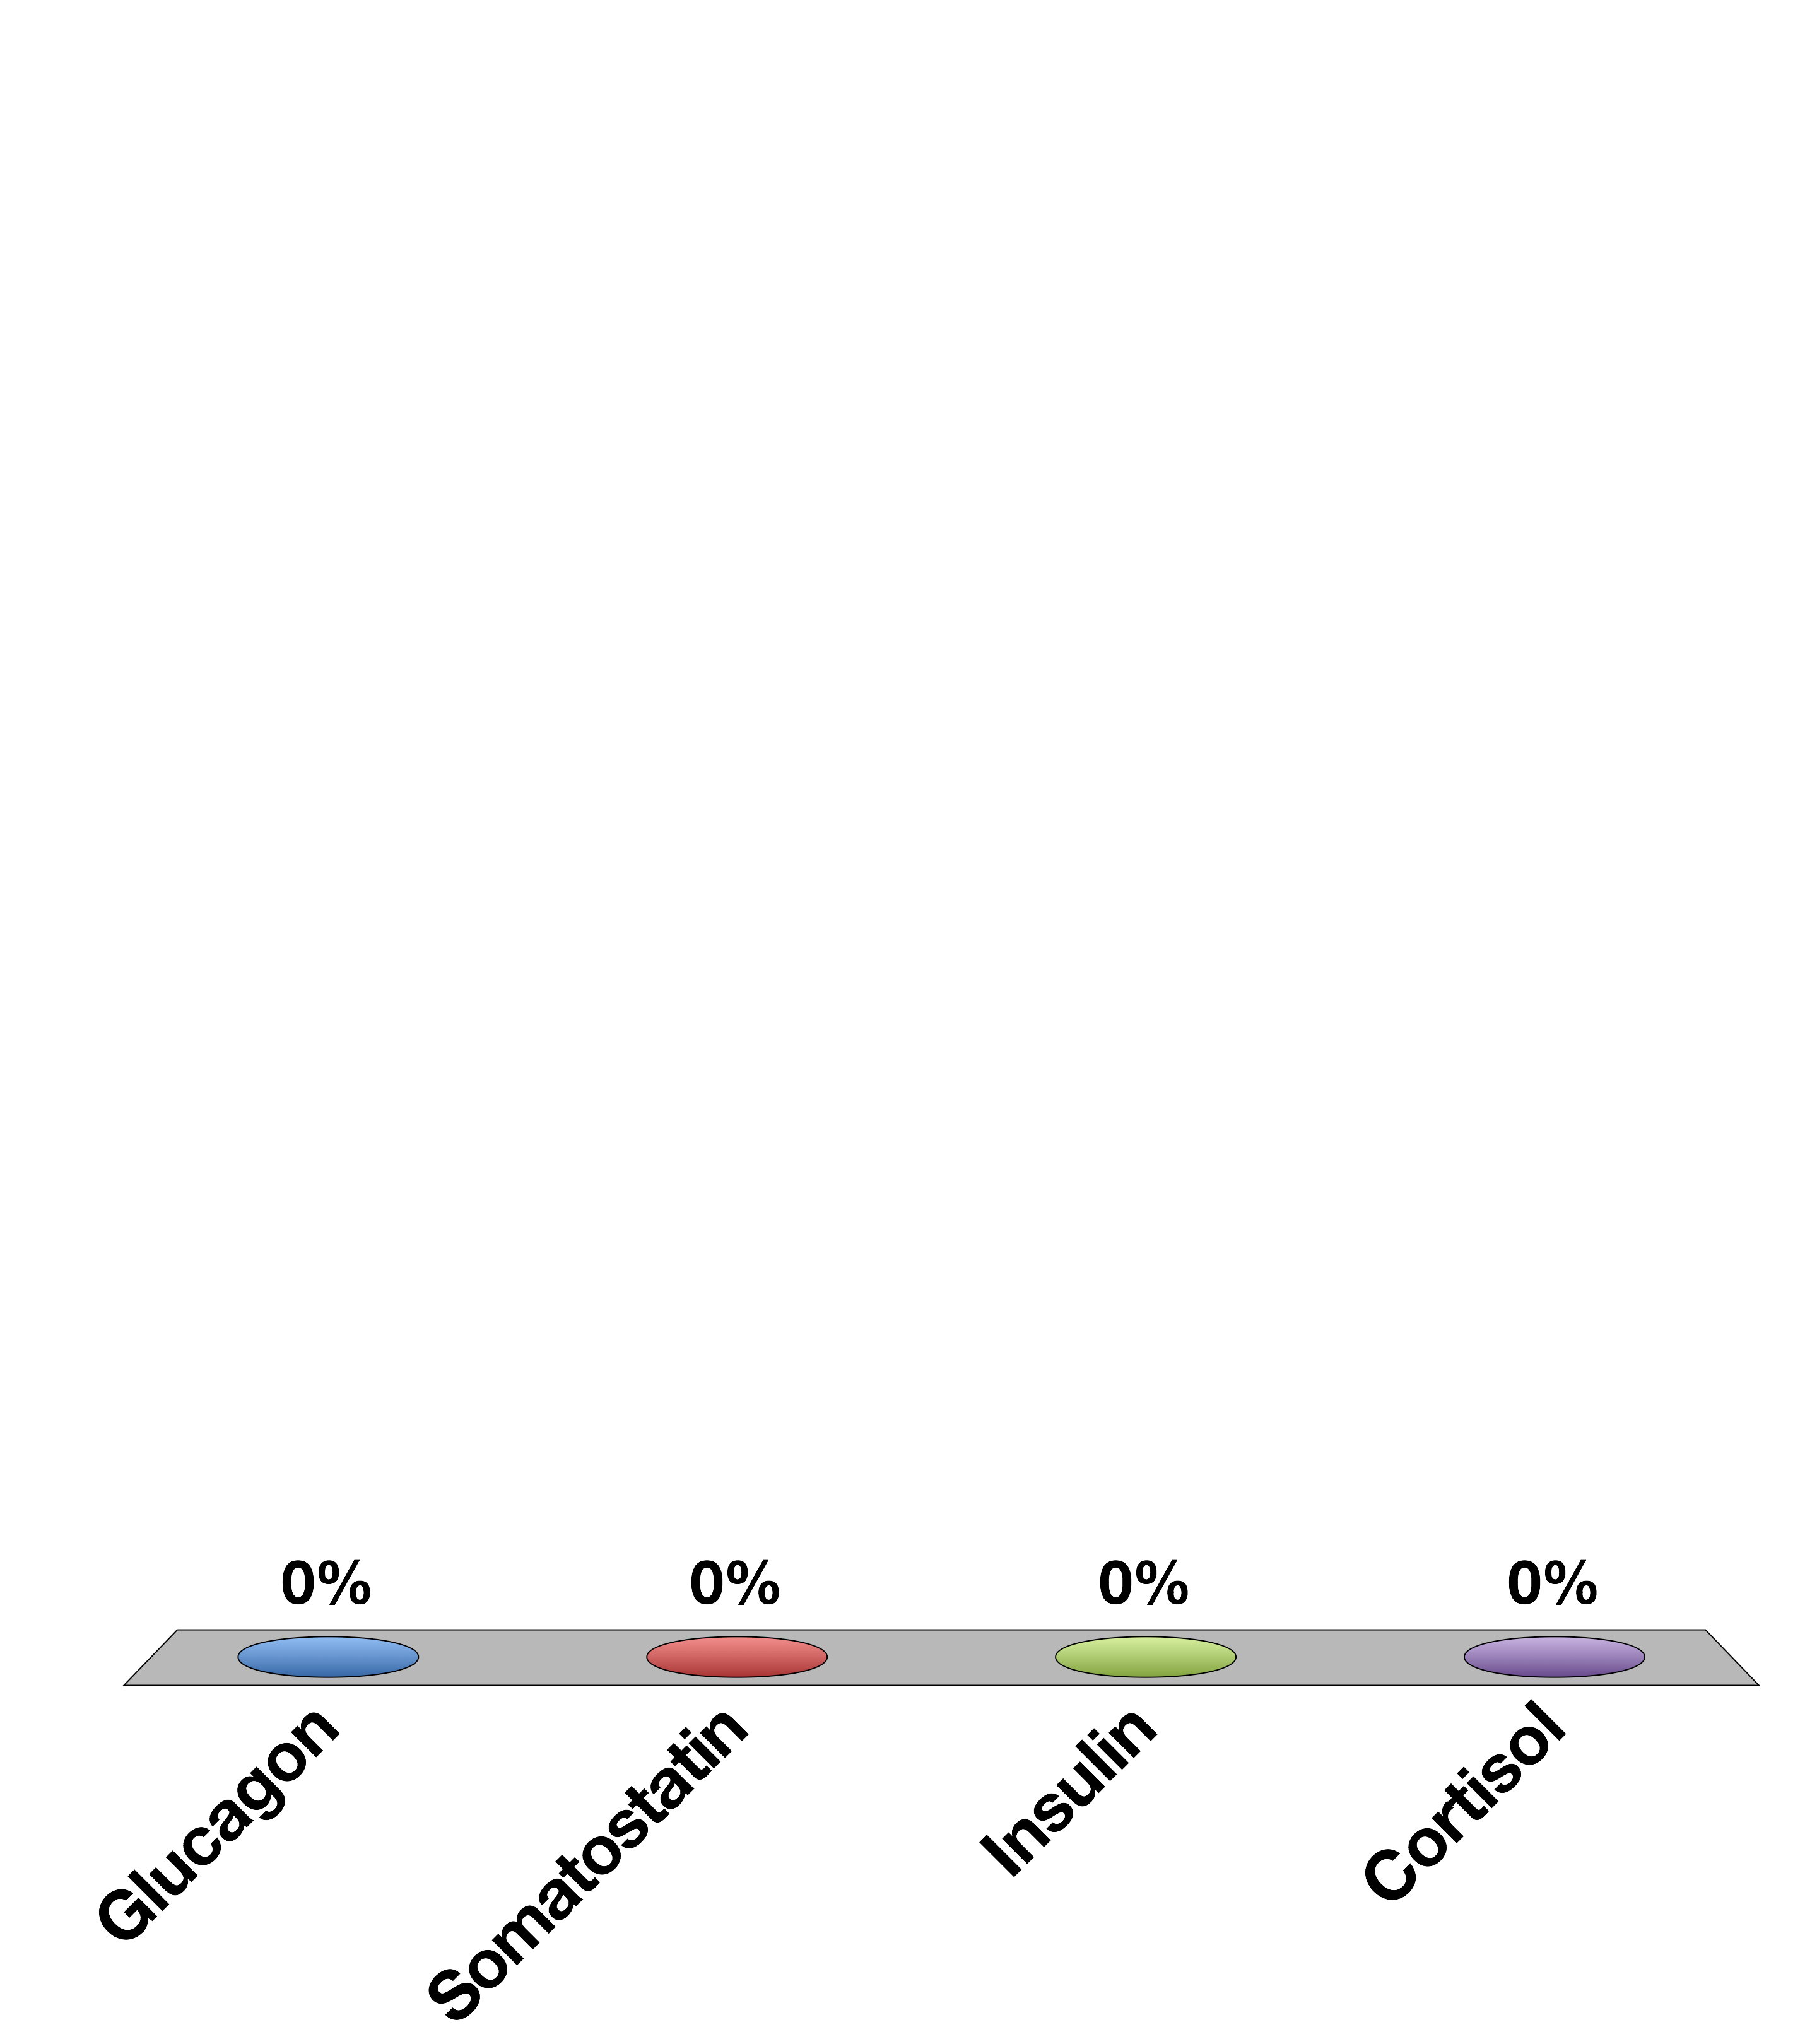 0% 0% 0% 0%
Glucagon
Somatostatin
Insulin
Cortisol